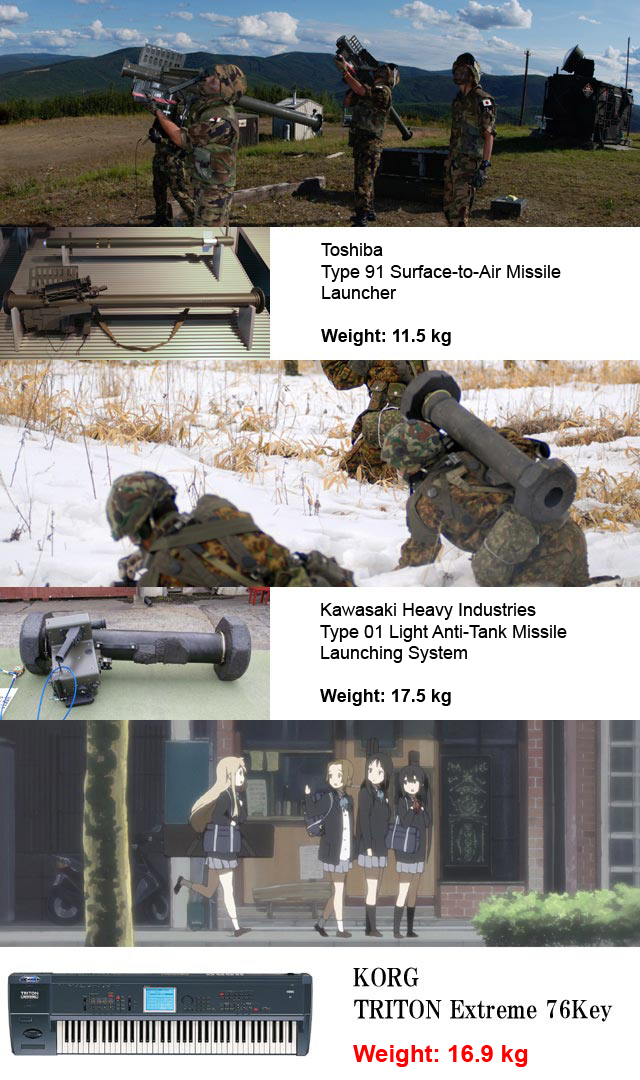 Toshiba
Type 91 Surface-to-Air Missile
Launcher
Weight: 11.5 kg
Kawasaki Heavy Industries
Type 01 Light Anti-Tank Missile
Launching System
Weight: 17.5 kg
TRITON
KORG
TRITON Extreme 76Key
Weight: 16.9 kg